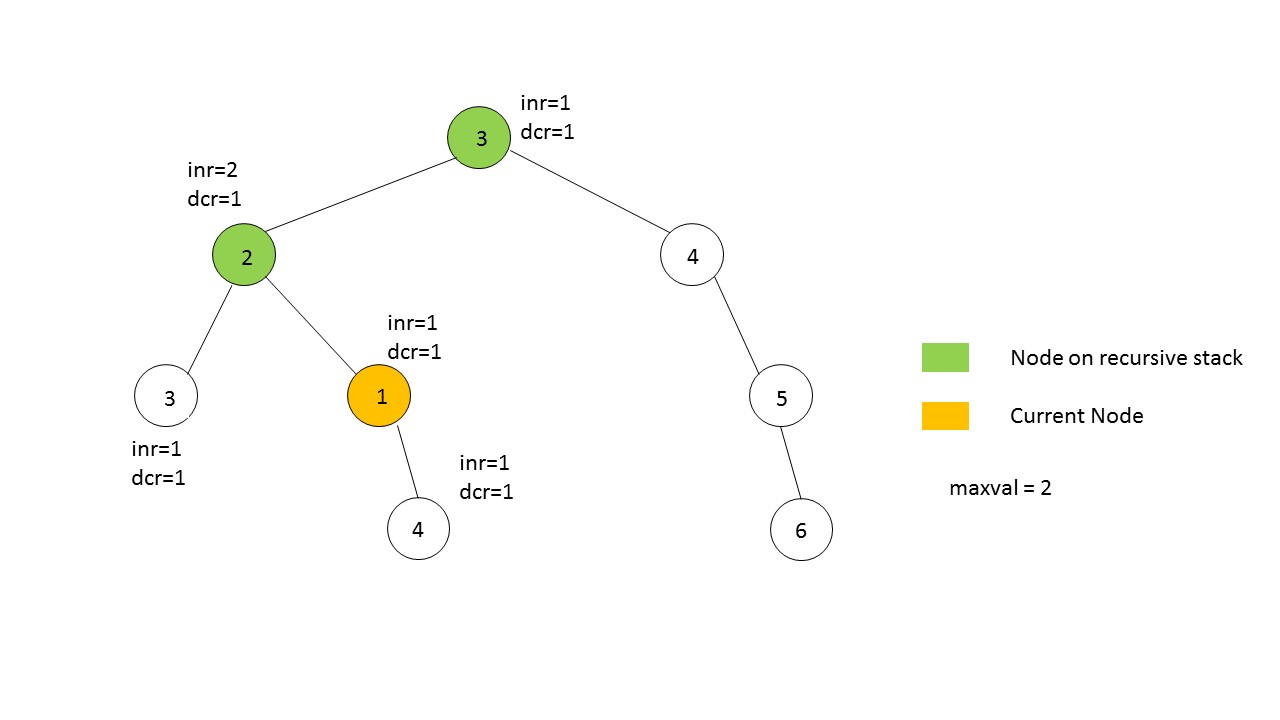 inr=1
dcr=1
3
inr=2
dcr=1
2
4
inr=1
dcr=1
3
1
5
inr=1
dcr=1
inr=1
dcr=1
4
6
Node on recursive stack
Current Node
maxval = 2